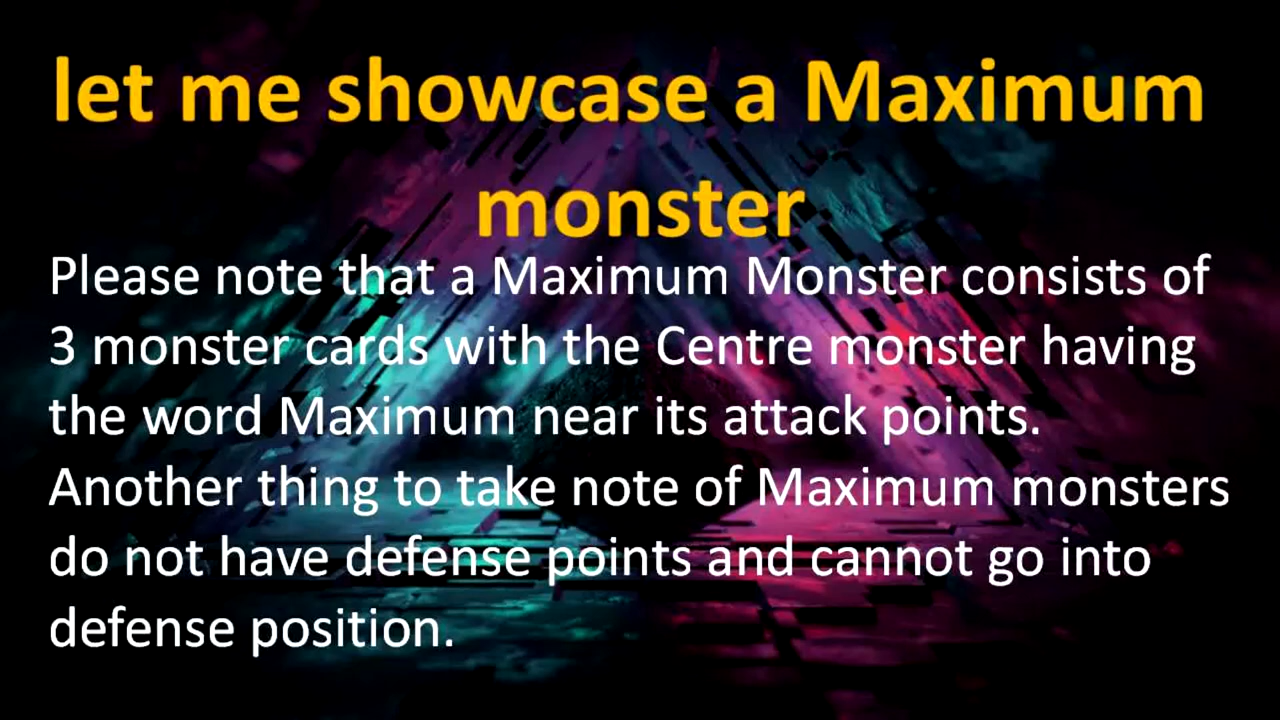 let me showcase a Maximum
monster
Please note that a Maximum Monster consists of
3 monster cards with the Centre monster having
the word Maximum near its attack points.
Another thing to take note of Maximum monsters
do not have defense points and cannot go into
defense position.